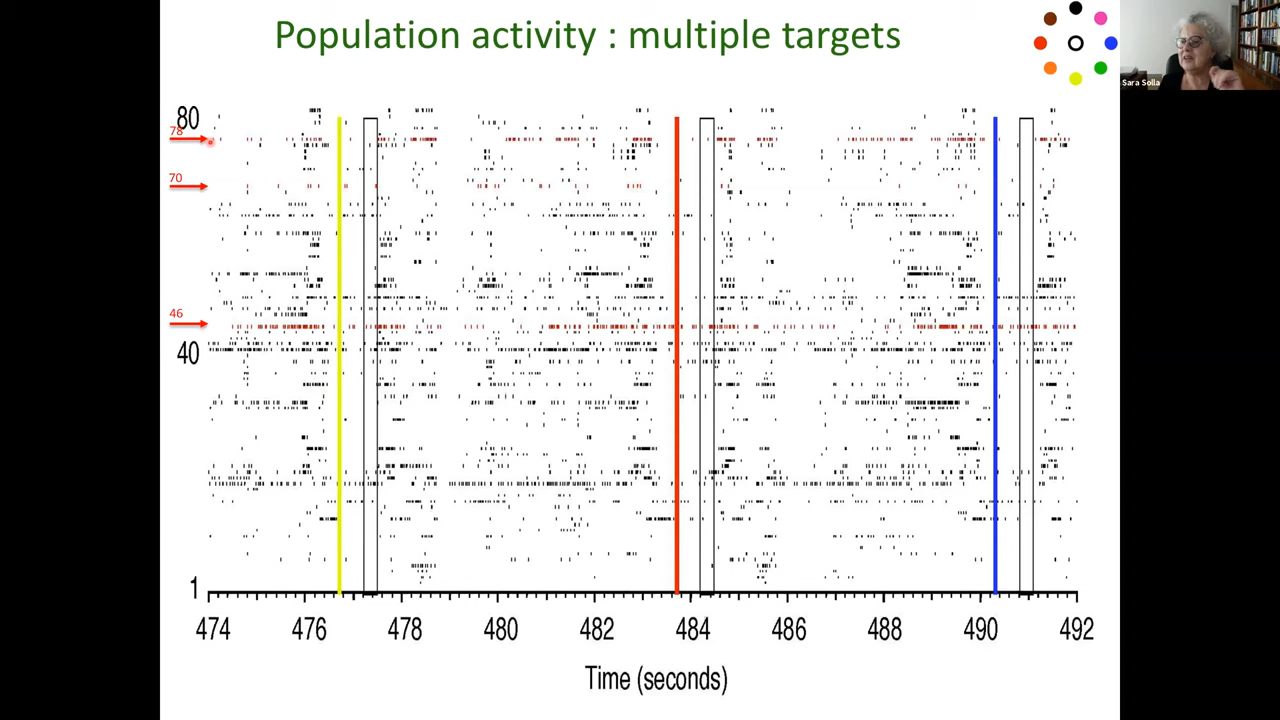 Population activity : multiple targets
Sara Solla
80
78
70
46
40
1
474 476 478 480 482 484 486 488 490 492
Time (seconds)